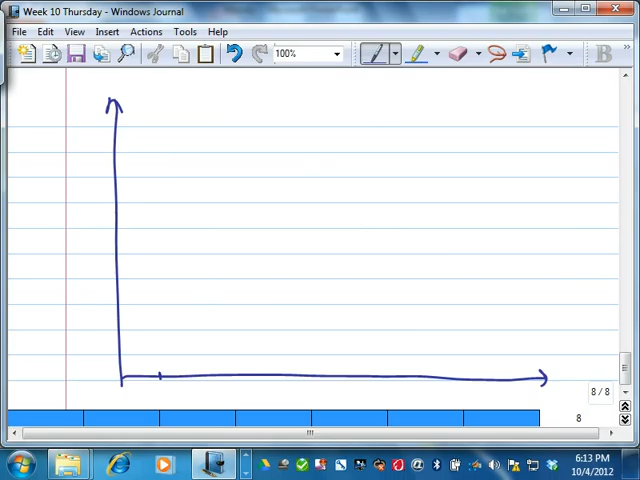 Week 10 Thursday - Windows Journal
File Edit View Insert Actions Tools Help
100% B »
8 / 8
8
6:13 PM
10/4/2012